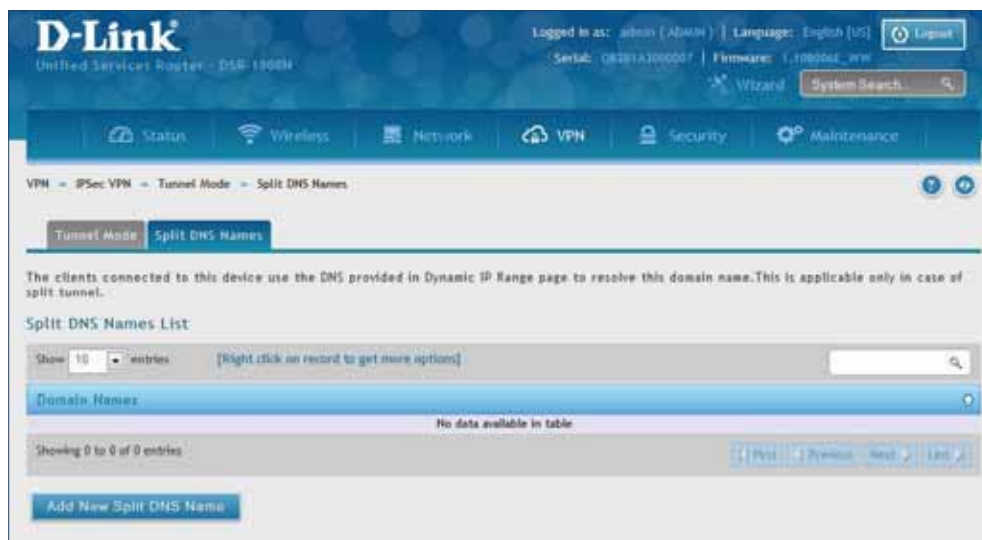 D-Link
Logged in as: admin ( ADMIN ) | Language: English [US]
Logout
Unified Services Router - DSR-1000N
Serial: | Firmware:
Wizard
System Search...
Status
Wireless
Network
VPN
Security
Maintenance
VPN IPSec VPN Tunnel Mode Split DNS Names
Tunnel Mode
Split DNS Names
The clients connected to this device use the DNS provided in Dynamic IP Range page to resolve this domain name.This is applicable only in case of
split tunnel.
Split DNS Names List
Show 10 entries [Right click on record to get more options]
Domain Names
No data available in table
Showing 0 to 0 of 0 entries
First Previous Next Last
Add New Split DNS Name